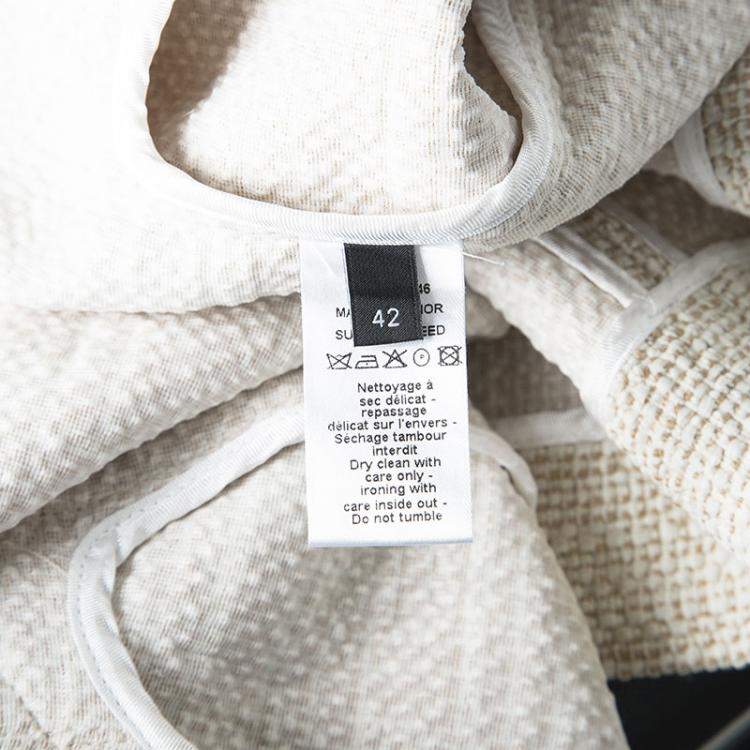 42
Nettoyage à
sec délicat -
repassage
délicat sur l'envers -
Séchage tambour
interdit
Dry clean with
care only -
ironing with
care inside out -
Do not tumble